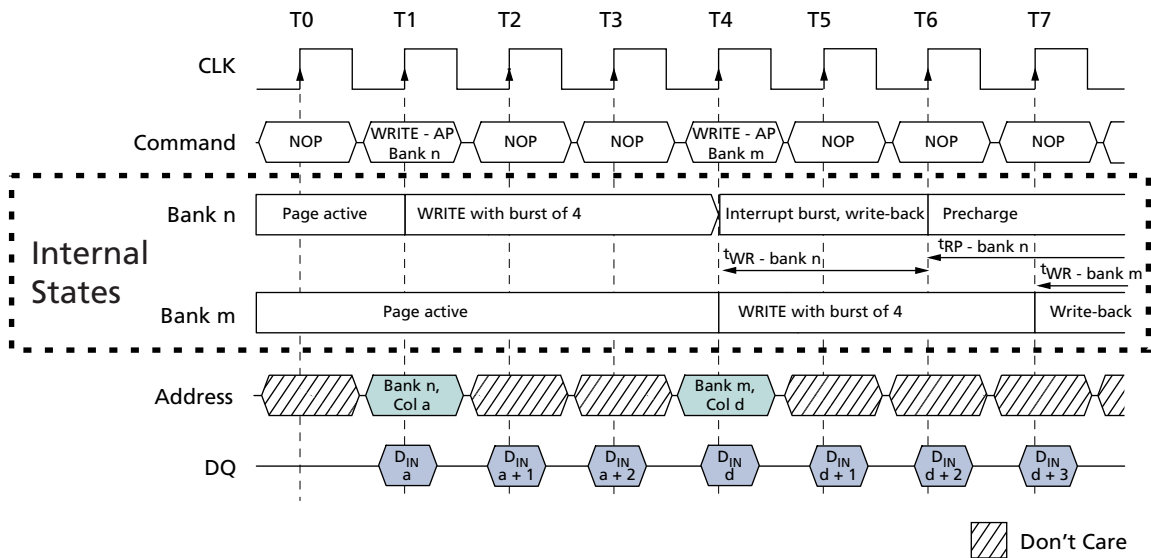 T0 T1 T2 T3 T4 T5 T6 T7
CLK
Command NOP WRITE - AP Bank n NOP NOP WRITE - AP Bank m NOP NOP NOP
Bank n Page active WRITE with burst of 4 Interrupt burst, write-back Precharge
Internal States
tWR - bank n tRP - bank n
tWR - bank m
Bank m Page active WRITE with burst of 4 Write-back
Address Bank n, Col a Bank m, Col d
DQ DIN a DIN a + 1 DIN a + 2 DIN d DIN d + 1 DIN d + 2 DIN d + 3
Don't Care